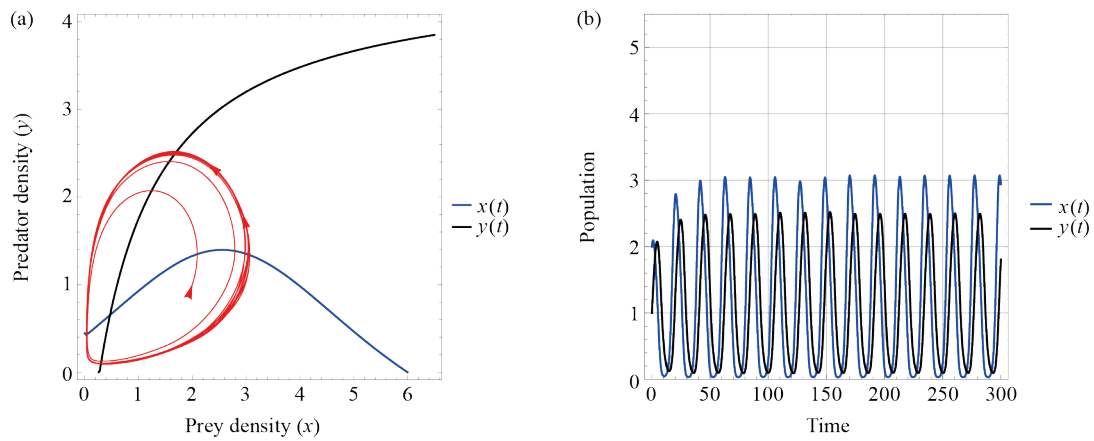 (a)
4
3
2
1
0
0 1 2 3 4 5 6
Predator density (y)
Prey density (x)
x(t)
y(t)
(b)
5
4
3
2
1
0
0 50 100 150 200 250 300
Population
Time
x(t)
y(t)